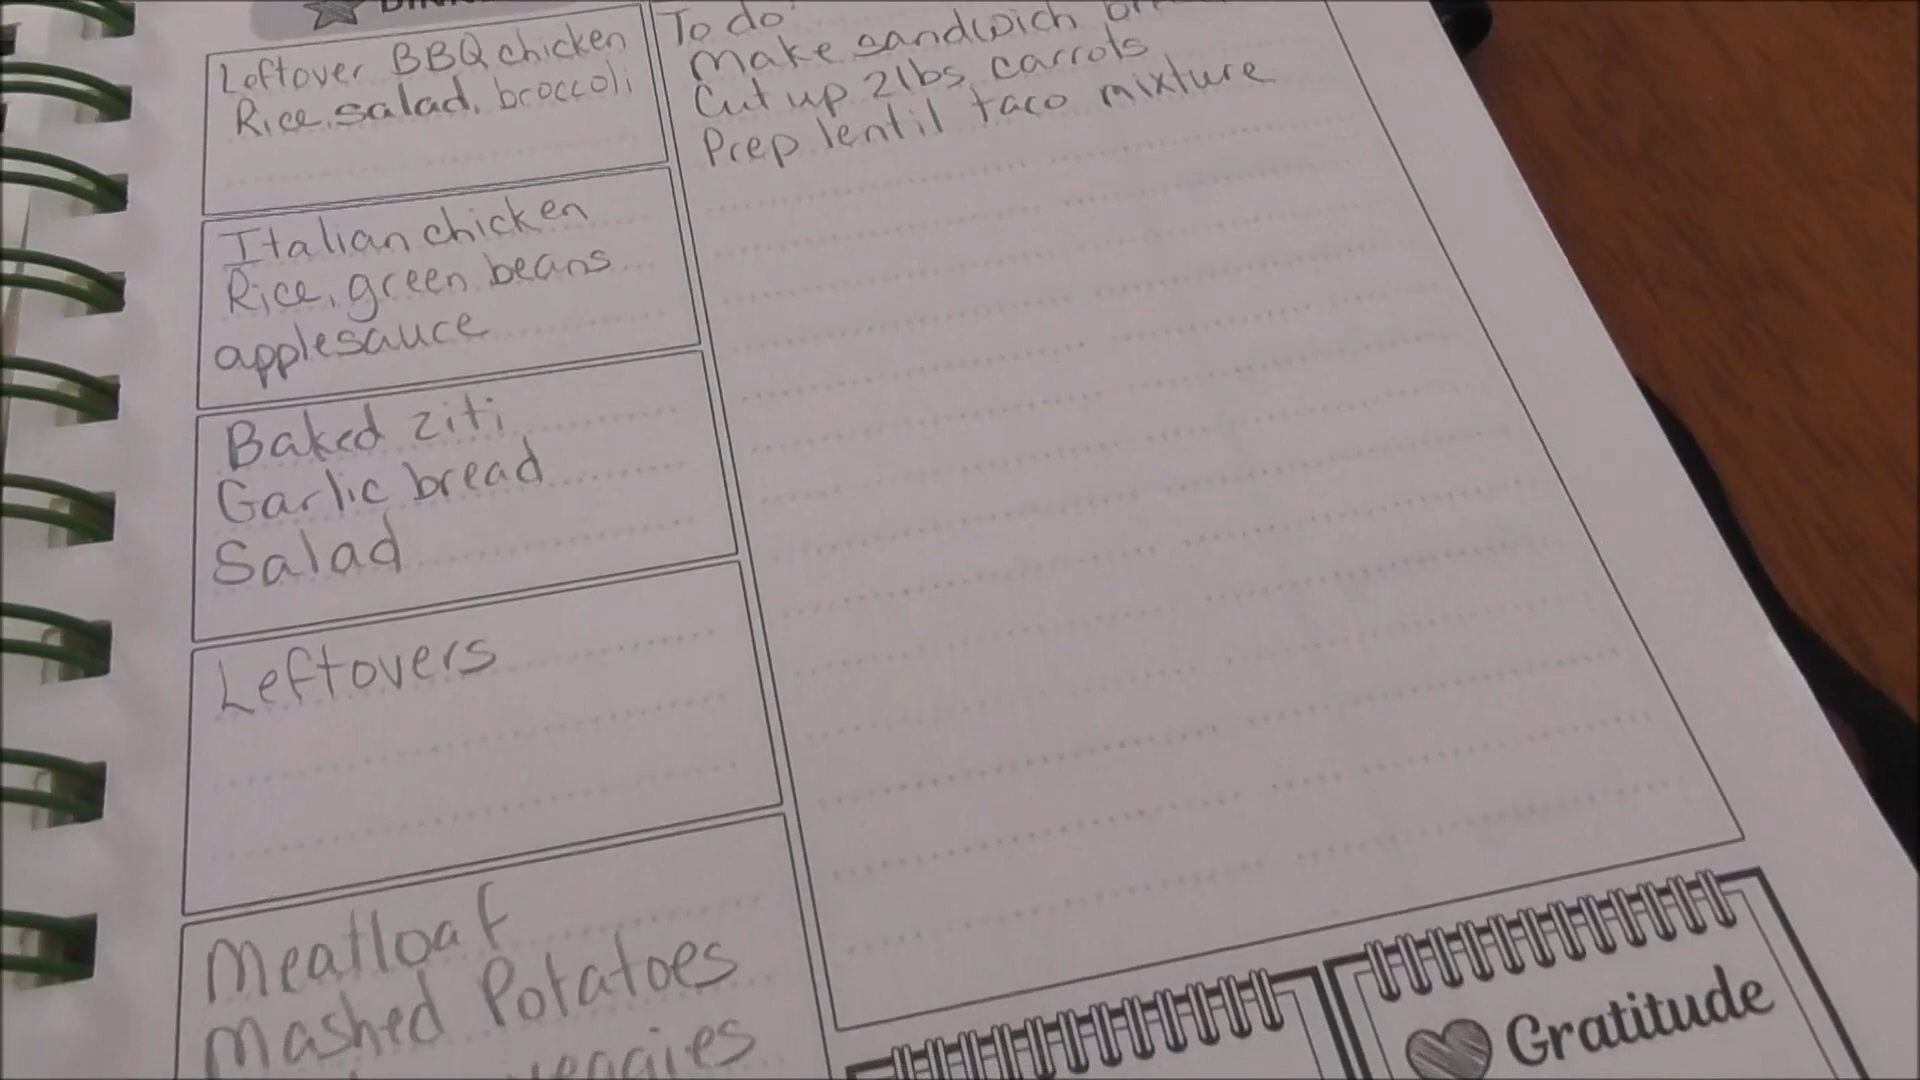 Leftover BBQ chicken
Rice, salad, broccoli
Italian chicken
Rice, green beans
applesauce
Baked ziti
Garlic bread
Salad
Leftovers
Meatloaf
Mashed Potatoes
veggies
To do
Make sandwich
Cut up 2lbs carrots
Prep lentil taco mixture
Gratitude